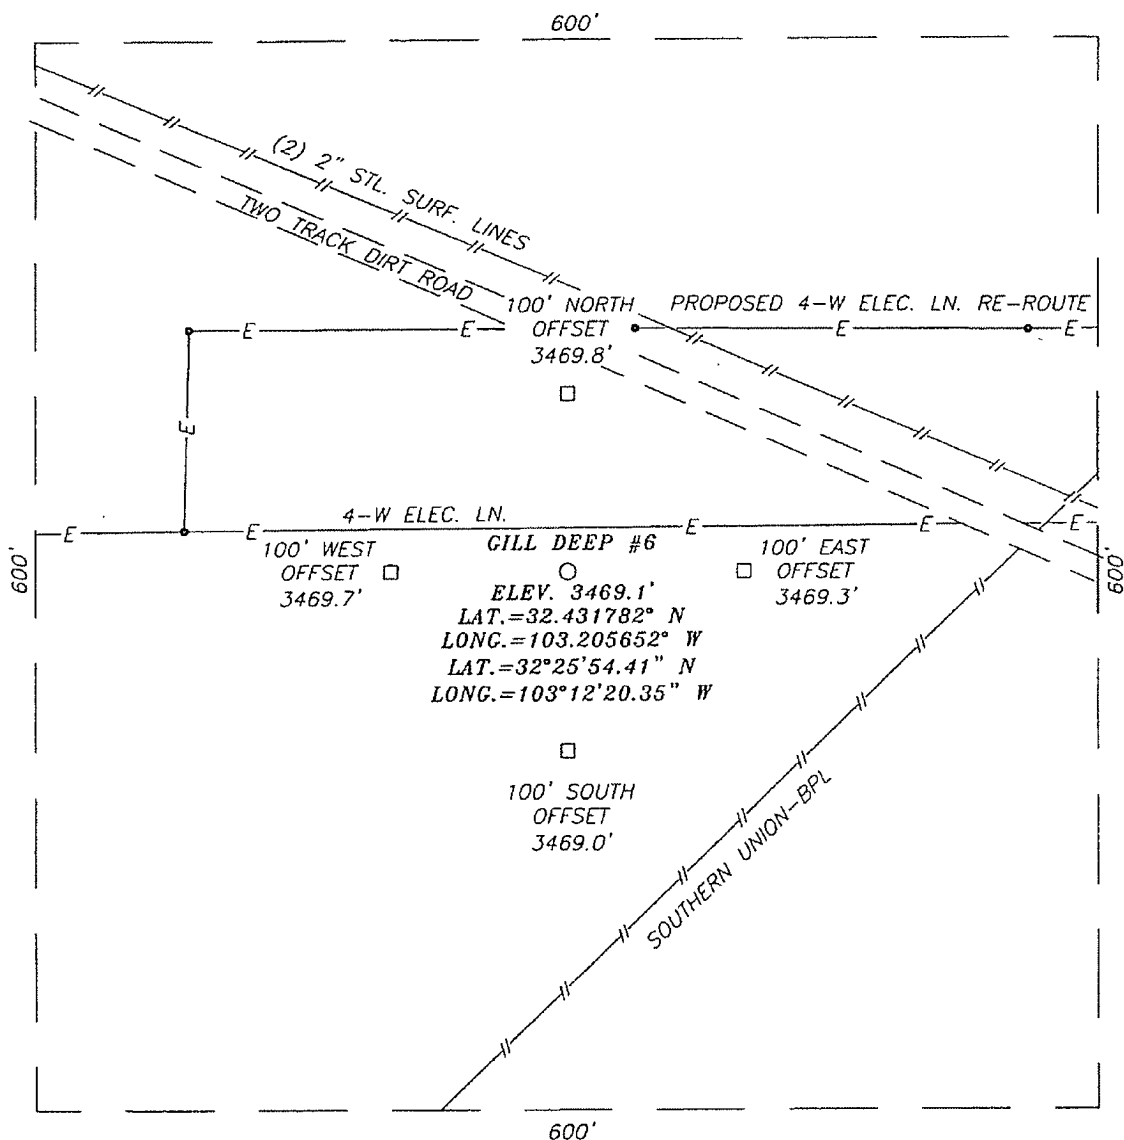 600'
(2) 2" STL. SURF. LINES
TWO TRACK DIRT ROAD
100' NORTH
OFFSET
3469.8'
PROPOSED 4-W ELEC. LN. RE-ROUTE
E
E
E
E
E
4-W ELEC. LN.
E
E
E
E
E
600'
600'
100' WEST
OFFSET
3469.7'
GILL DEEP #6
ELEV. 3469.1'
LAT.=32.431782° N
LONG.=103.205652° W
LAT.=32°25'54.41" N
LONG.=103°12'20.35" W
100' EAST
OFFSET
3469.3'
100' SOUTH
OFFSET
3469.0'
SOUTHERN UNION-BPL
600'